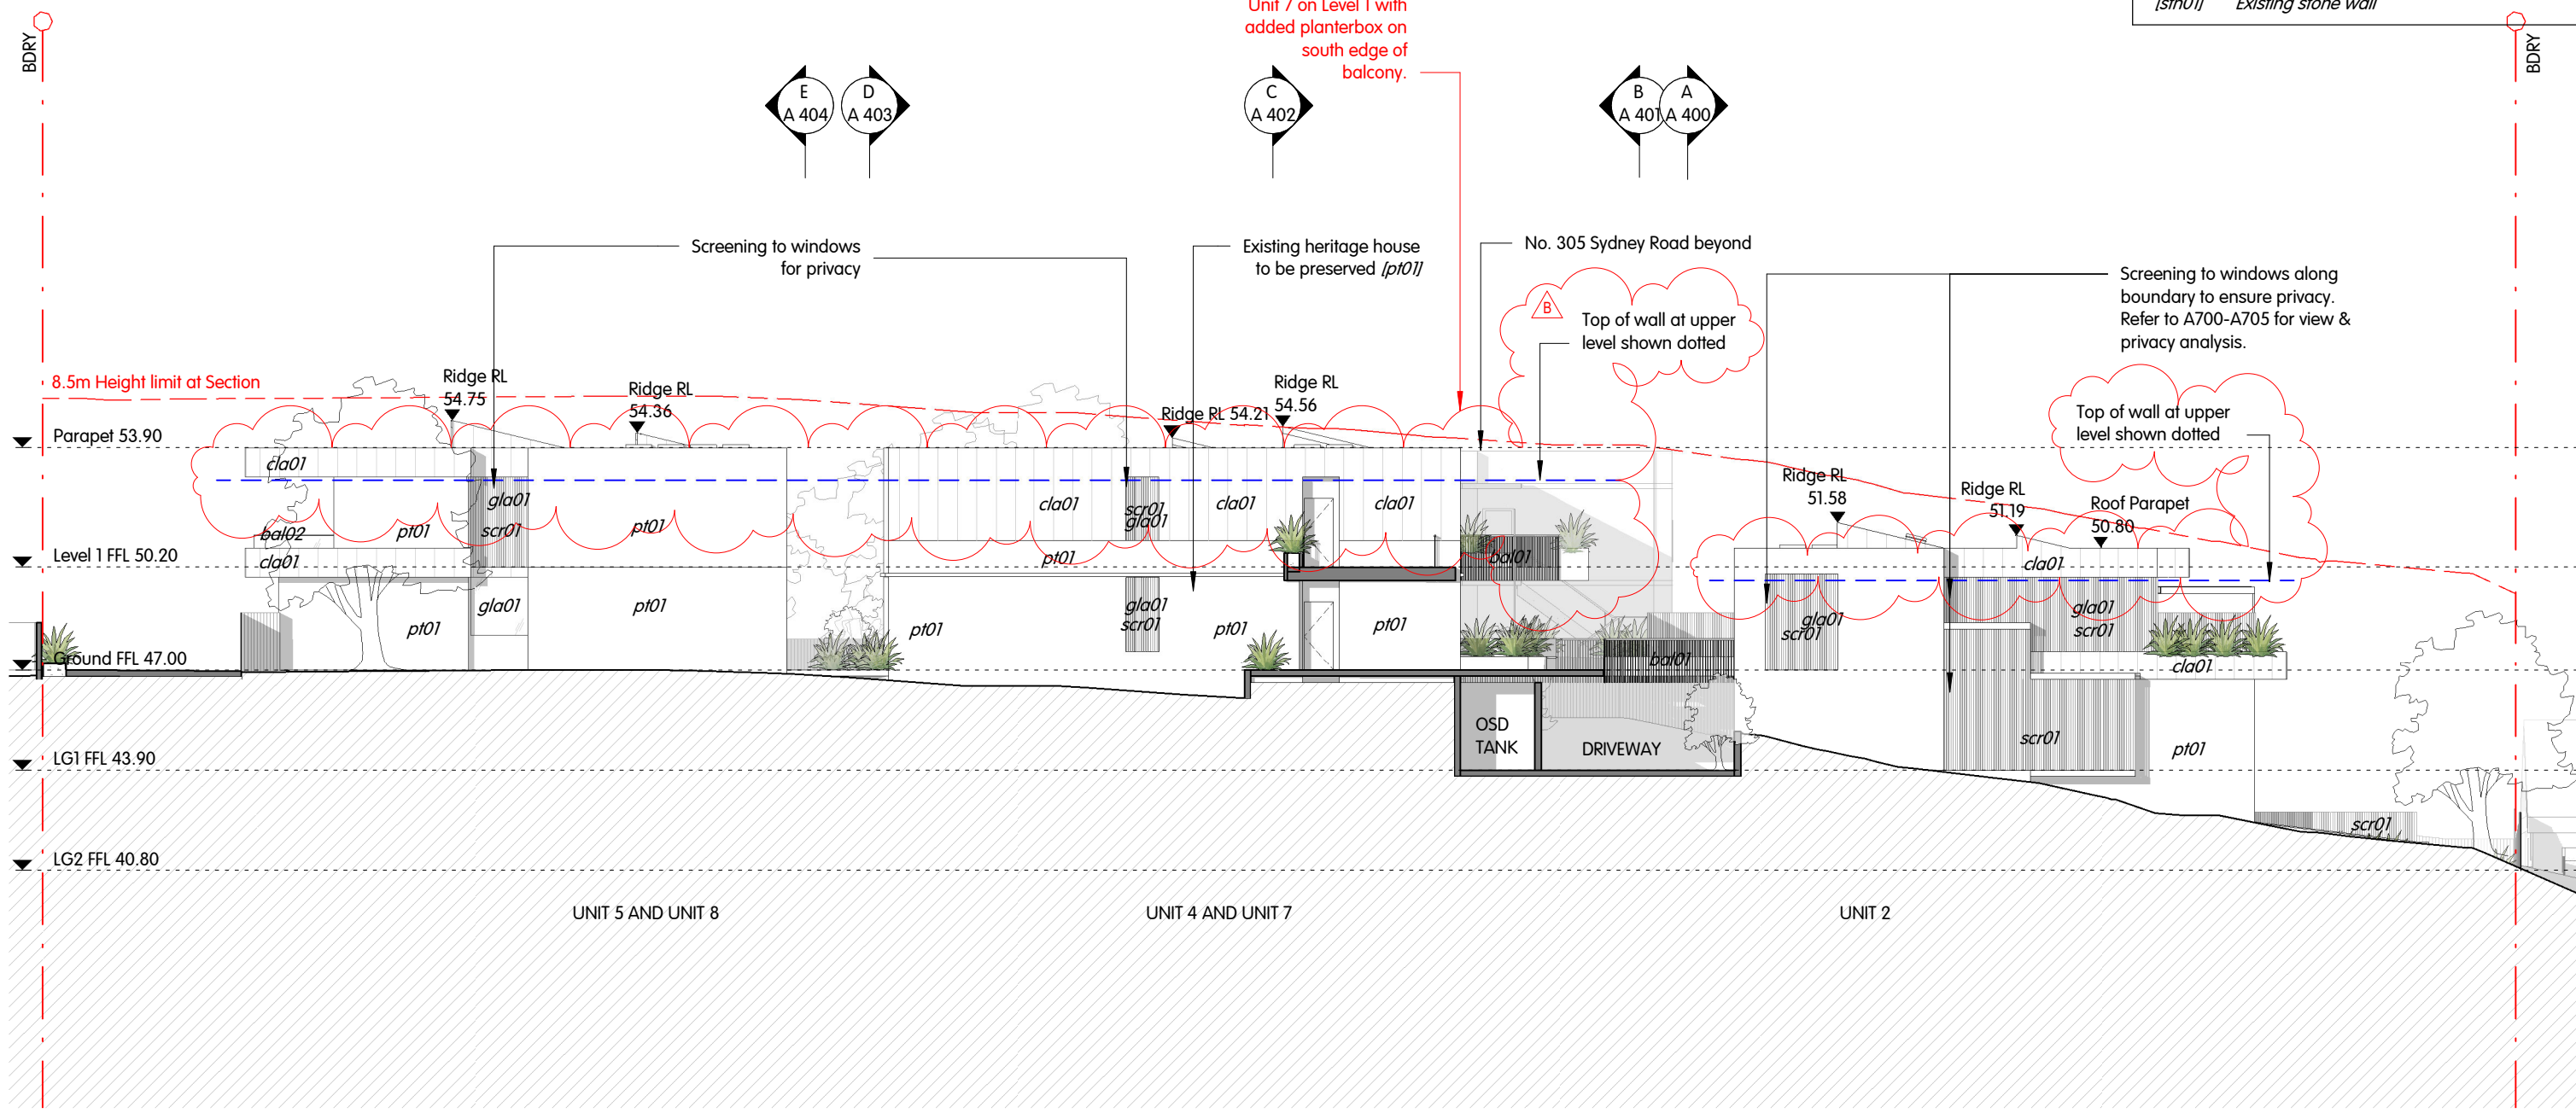 Unit 7 on Level 1 with
added planterbox on
south edge of
balcony.
[stn01] Existing stone wall
BDRY
BDRY
E
A 404
D
A 403
C
A 402
B
A 401
A
A 400
Screening to windows
for privacy
Existing heritage house
to be preserved [pt01]
No. 305 Sydney Road beyond
B
Top of wall at upper
level shown dotted
Screening to windows along
boundary to ensure privacy.
Refer to A700-A705 for view &
privacy analysis.
8.5m Height limit at Section
Ridge RL
54.75
Ridge RL
54.36
Ridge RL 54.21
Ridge RL
54.56
Top of wall at upper
level shown dotted
Ridge RL
51.58
Ridge RL
51.19
Roof Parapet
50.80
Parapet 53.90
cla01
gla01
scr01
bal02
pt01
pt01
cla01
scr01
gla01
cla01
cla01
pt01
bal01
Level 1 FFL 50.20
cla01
cla01
gla01
pt01
pt01
pt01
gla01
scr01
pt01
pt01
gla01
scr01
gla01
scr01
Ground FFL 47.00
bal01
cla01
OSD
TANK
DRIVEWAY
scr01
pt01
LG1 FFL 43.90
scr01
LG2 FFL 40.80
UNIT 5 AND UNIT 8
UNIT 4 AND UNIT 7
UNIT 2